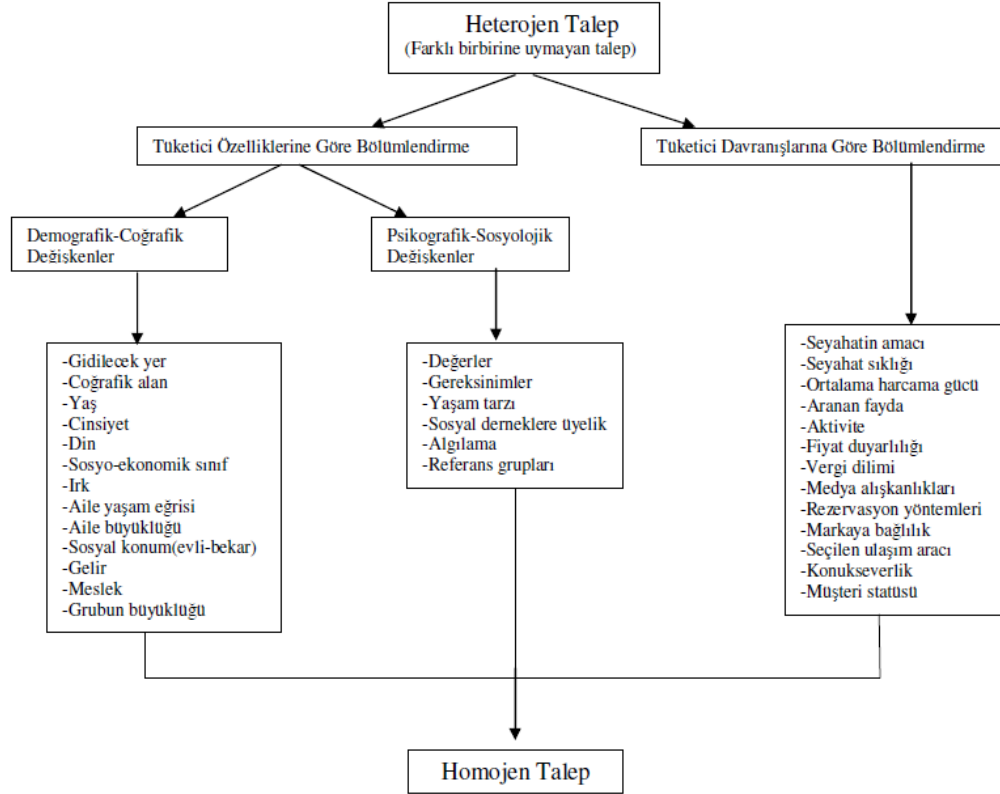 Heterojen Talep
(Farklı birbirine uymayan talep)
Tüketici Özelliklerine Göre Bölümlendirme
Tüketici Davranışlarına Göre Bölümlendirme
Demografik-Coğrafik
Değişkenler
Psikografik-Sosyolojik
Değişkenler
-Gidilecek yer
-Coğrafik alan
-Yaş
-Cinsiyet
-Din
-Sosyo-ekonomik sınıf
-Irk
-Aile yaşam eğrisi
-Aile büyüklüğü
-Sosyal konum(evli-bekar)
-Gelir
-Meslek
-Grubun büyüklüğü
-Değerler
-Gereksinimler
-Yaşam tarzı
-Sosyal derneklere üyelik
-Algılama
-Referans grupları
-Seyahatin amacı
-Seyahat sıklığı
-Ortalama harcama gücü
-Aranan fayda
-Aktivite
-Fiyat duyarlılığı
-Vergi dilimi
-Medya alışkanlıkları
-Rezervasyon yöntemleri
-Markaya bağlılık
-Seçilen ulaşım aracı
-Konukseverlik
-Müşteri statüsü
Homojen Talep